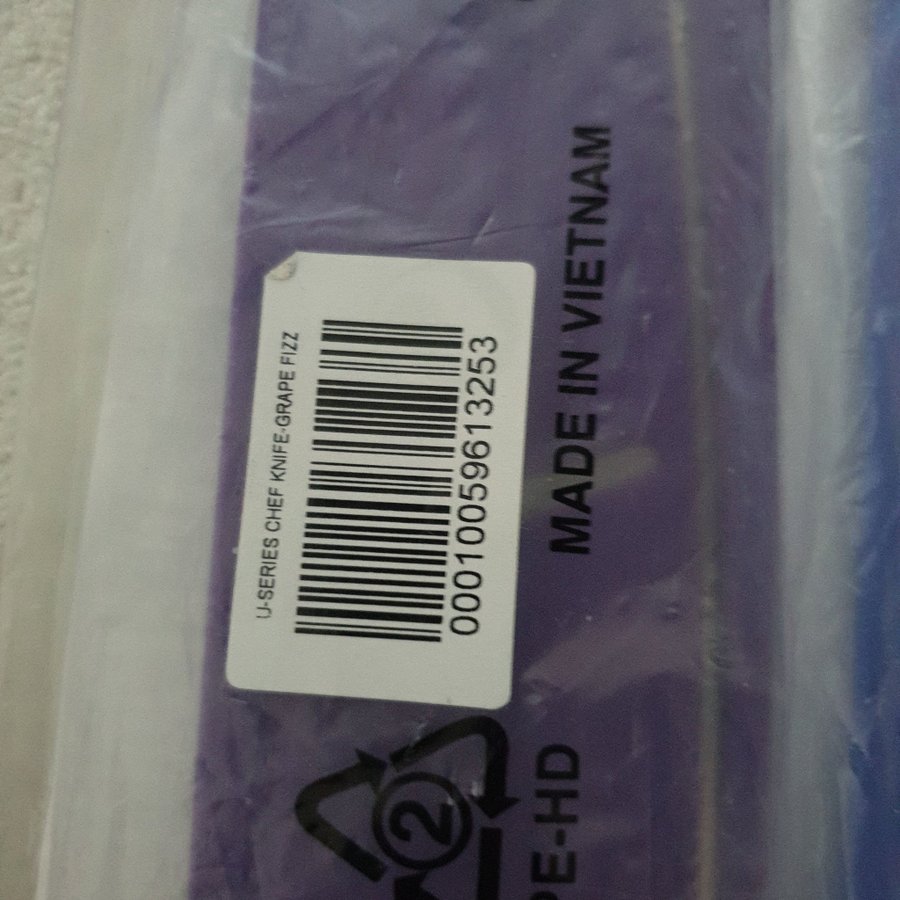 U-SERIES CHEF KNIFE-GRAPE FIZZ
00010059613253
MADE IN VIETNAM
2
PE-HD